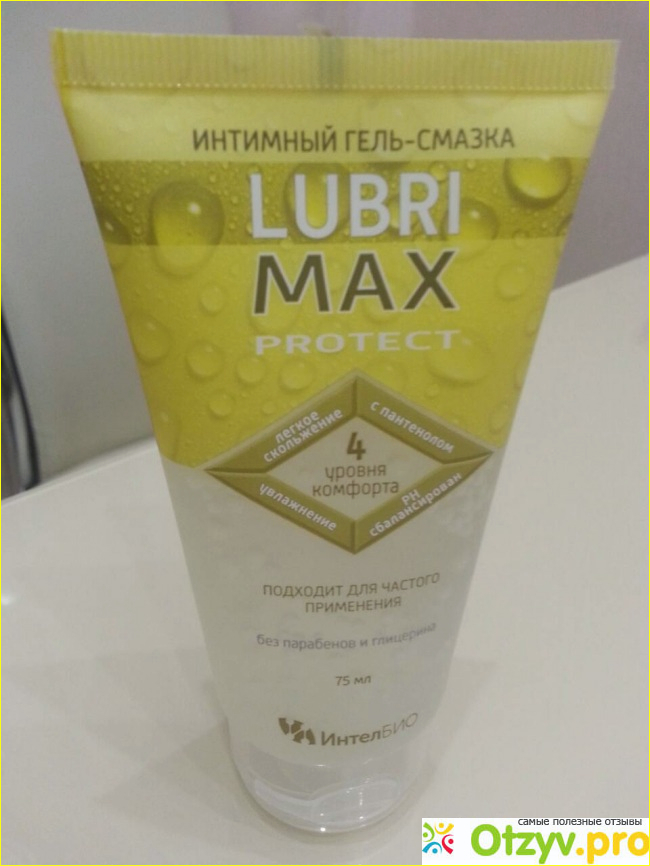 ИНТИМНЫЙ ГЕЛЬ-СМАЗКА
LUBRI
MAX
PROTECT
легкое
скольжение
с пантенолом
4
уровня
комфорта
увлажнение
PH
сбалансирован
ПОДХОДИТ ДЛЯ ЧАСТОГО
ПРИМЕНЕНИЯ
без парабенов и глицерина
75 мл
ИнтелБИО
самые полезные отзывы
Otzyv.pro